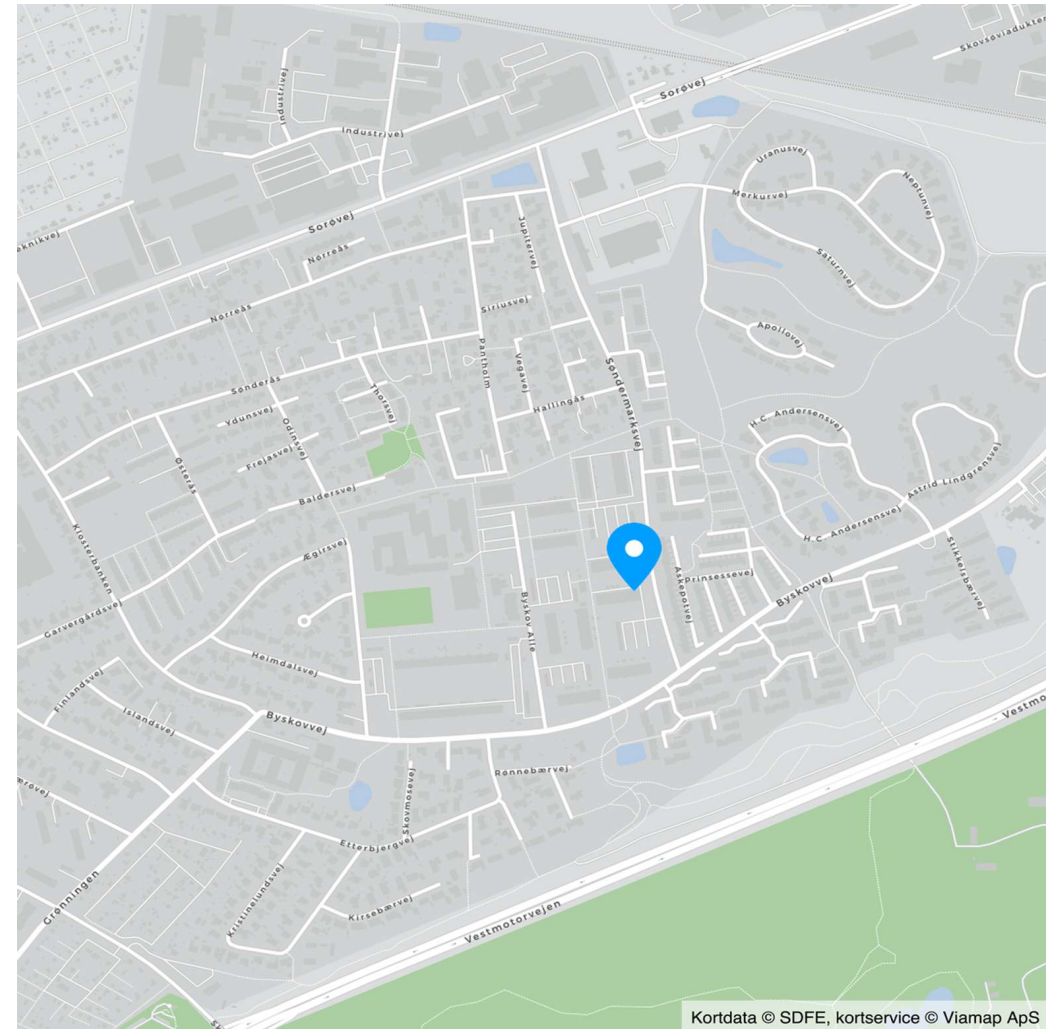 Skovsøviadukten
Sorøvej
Industrivej
Industrivej
Uranusvej
Merkurvej
Neptunvej
Sorøvej
Jupitervej
Nørreås
Saturnvej
Siriusvej
Nørreås
Apollovej
Pantholm
Vegavej
Søndermarksvej
Sønderås
Thorsvej
Hallingås
Ydunsvej
Odinsvej
H.C. Andersensvej
Frejasvej
Østerås
Astrid Lindgrensvej
Baldersvej
H.C. Andersensvej
Klosterbanken
Ægirsvej
Stikkelsbærvej
Askepotvej
Prinsessevej
Byskovvej
Garvergårdsvej
Byskov Alle
Heimdalsvej
Finlandsvej
Islandsvej
Byskovvej
Vestmo
Rønnebærvej
ærøvej
Skovmosevej
Etterbjergvej
Grønningen
Kristinelundsvej
Kirsebærvej
Vestmotorvejen
Kortdata © SDFE, kortservice © Viamap ApS